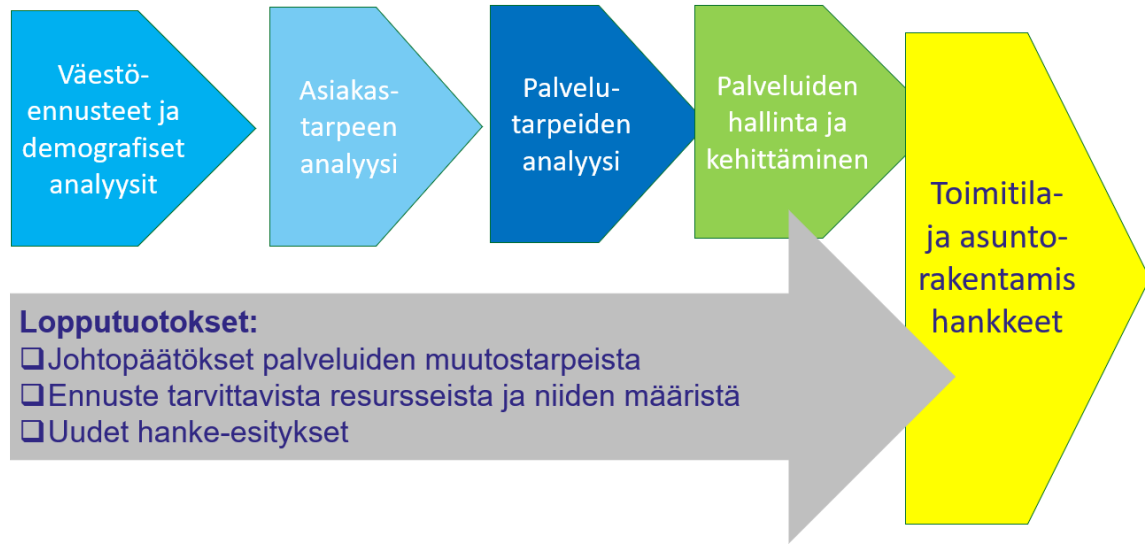 Väestö-
ennusteet ja
demografiset
analyysit
Asiakas-
tarpeen
analyysi
Palvelu-
tarpeiden
analyysi
Palveluiden
hallinta ja
kehittäminen
Toimitila-
ja asunto-
rakentamis
hankkeet
Lopputuotokset:
❑Johtopäätökset palveluiden muutostarpeista
❑Ennuste tarvittavista resursseista ja niiden määristä
❑Uudet hanke-esitykset